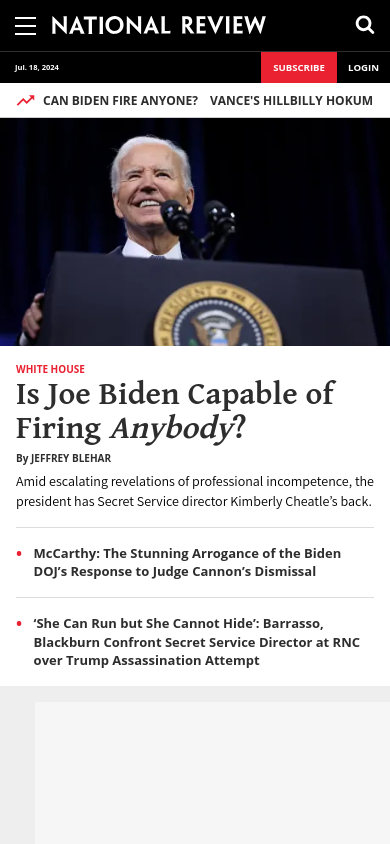 NATIONAL REVIEW
Jul. 18, 2024
SUBSCRIBE
LOGIN
CAN BIDEN FIRE ANYONE?
VANCE'S HILLBILLY HOKUM
PRESIDENT OF THE
WHITE HOUSE
Is Joe Biden Capable of
Firing Anybody?
By JEFFREY BLEHAR
Amid escalating revelations of professional incompetence, the
president has Secret Service director Kimberly Cheatle’s back.
McCarthy: The Stunning Arrogance of the Biden
DOJ’s Response to Judge Cannon’s Dismissal
‘She Can Run but She Cannot Hide’: Barrasso,
Blackburn Confront Secret Service Director at RNC
over Trump Assassination Attempt